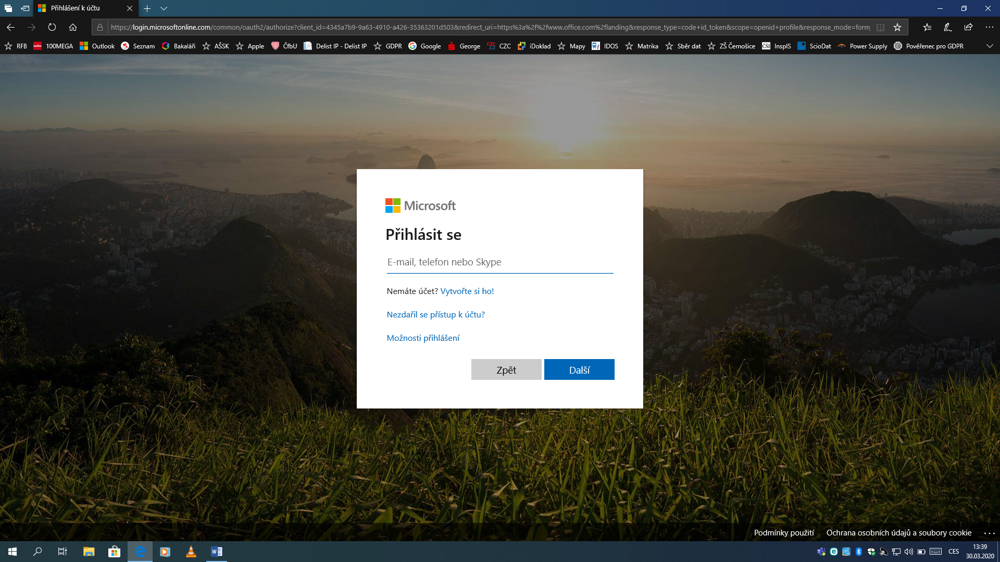 Přihlášení k účtu
https://login.microsoftonline.com/common/oauth2/authorize?client_id=4345a7b9-9a63-4910-a426-35363201d503&redirect_uri=https%3a%2f%2fwww.office.com%2flanding&response_type=code+id_token&scope=openid+profile&response_mode=form_
RFB 100MEGA Outlook Seznam Bakaláři AŠSK Apple ČfbU Delist IP - Delist IP GDPR Google George CZC iDoklad Mapy IDOS Matrika Sběr dat ZŠ Černošice InspIS ScioDat Power Supply Pověřenec pro GDPR
Microsoft
Přihlásit se
E-mail, telefon nebo Skype
Nemáte účet? Vytvořte si ho!
Nezdařil se přístup k účtu?
Možnosti přihlášení
Zpět Další
Podmínky použití Ochrana osobních údajů a soubory cookie
CES
13:39
30.03.2020